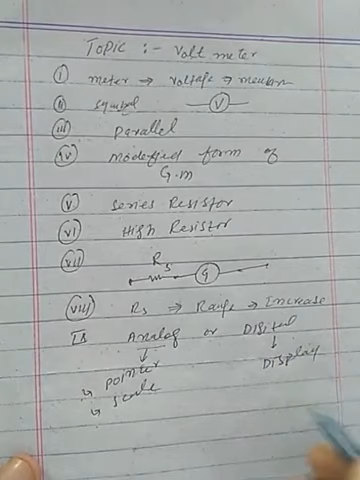 Topic :- Volt meter
(i) meter → voltage → measure
(ii) symbol —(V)—
(iii) Parallel
(iv) modified form of
G.m
(v) series Resistor
(vi) High Resistor
(vii) Rs G
(viii) Rs ⇒ Range → Increase
IX Analog or Digital
↓ ↓
↳ pointer Display
↳ scale